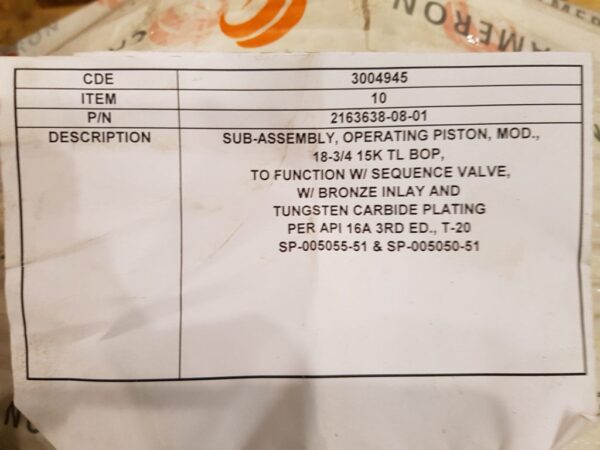 CAMERON
CAMERON
CDE 3004945
ITEM 10
P/N 2163638-08-01
DESCRIPTION SUB-ASSEMBLY, OPERATING PISTON, MOD.,
18-3/4 15K TL BOP,
TO FUNCTION W/ SEQUENCE VALVE,
W/ BRONZE INLAY AND
TUNGSTEN CARBIDE PLATING
PER API 16A 3RD ED., T-20
SP-005055-51 & SP-005050-51